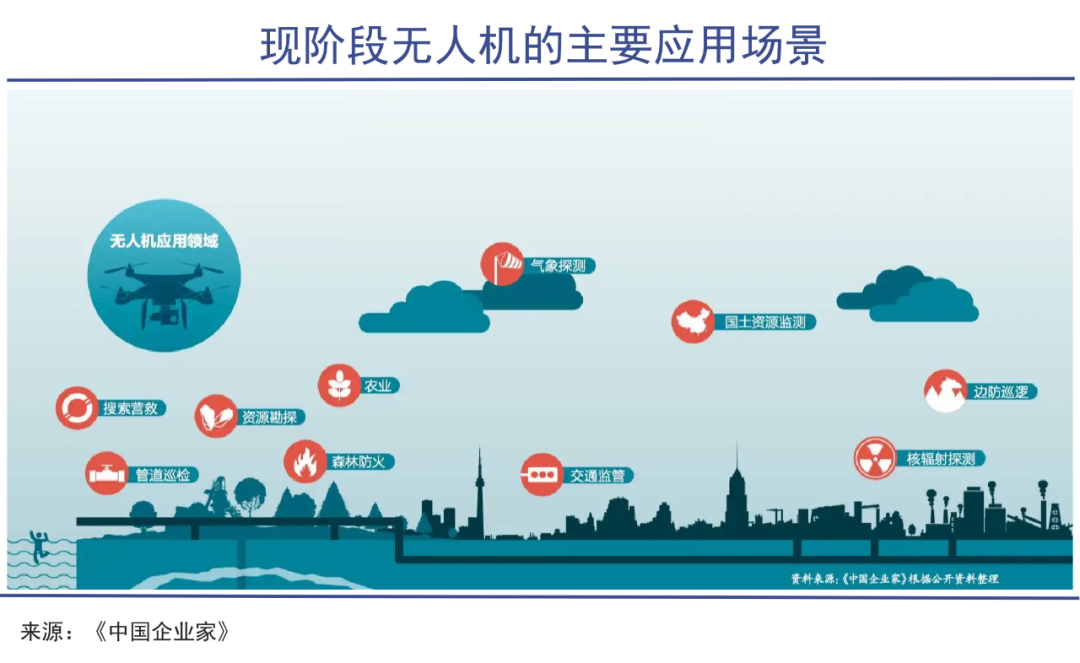 现阶段无人机的主要应用场景
无人机应用领域
气象探测
国土资源监测
农业
边防巡逻
搜索营救
资源勘探
森林防火
核辐射探测
管道巡检
交通监管
资料来源:《中国企业家》根据公开资料整理
来源：《中国企业家》